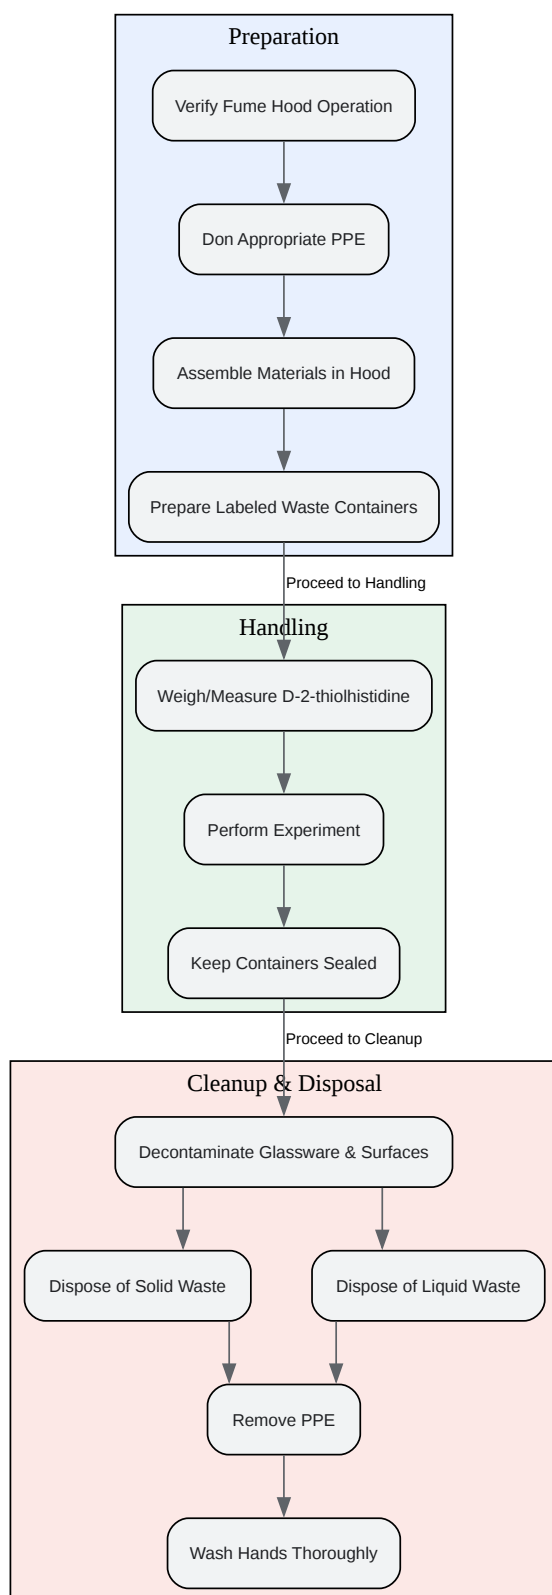 Preparation
Verify Fume Hood Operation
Don Appropriate PPE
Assemble Materials in Hood
Prepare Labeled Waste Containers
Proceed to Handling
Handling
Weigh/Measure D-2-thiolhistidine
Perform Experiment
Keep Containers Sealed
Proceed to Cleanup
Cleanup & Disposal
Decontaminate Glassware & Surfaces
Dispose of Solid Waste
Dispose of Liquid Waste
Remove PPE
Wash Hands Thoroughly